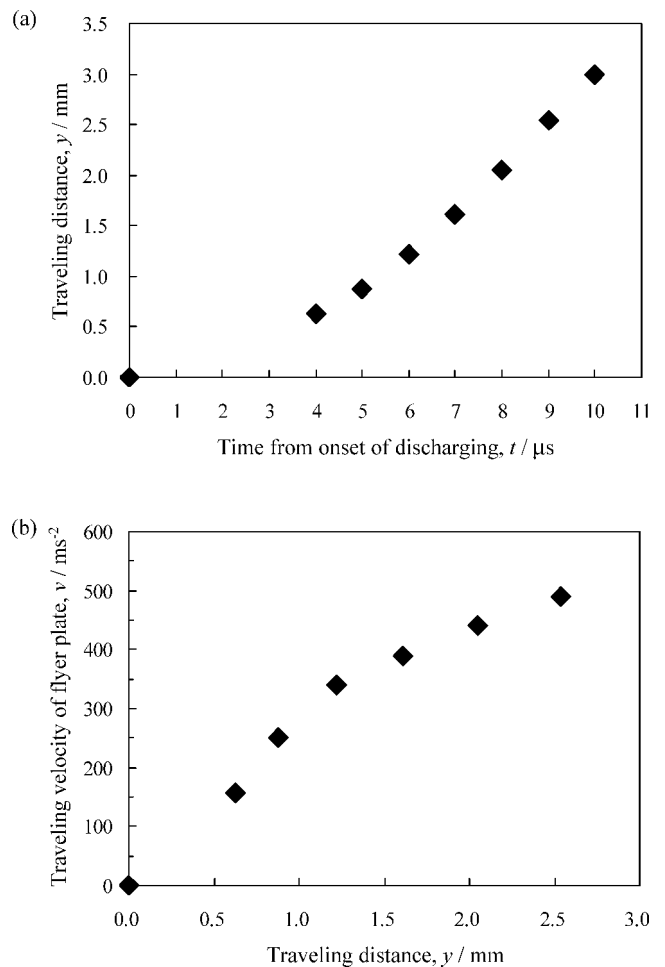 (a)
3.5
3.0
2.5
2.0
1.5
1.0
0.5
0.0
Traveling distance, y / mm
0 1 2 3 4 5 6 7 8 9 10 11
Time from onset of discharging, t / μs
(b)
600
500
400
300
200
100
0
Traveling velocity of flyer plate, v / ms-2
0.0 0.5 1.0 1.5 2.0 2.5 3.0
Traveling distance, y / mm